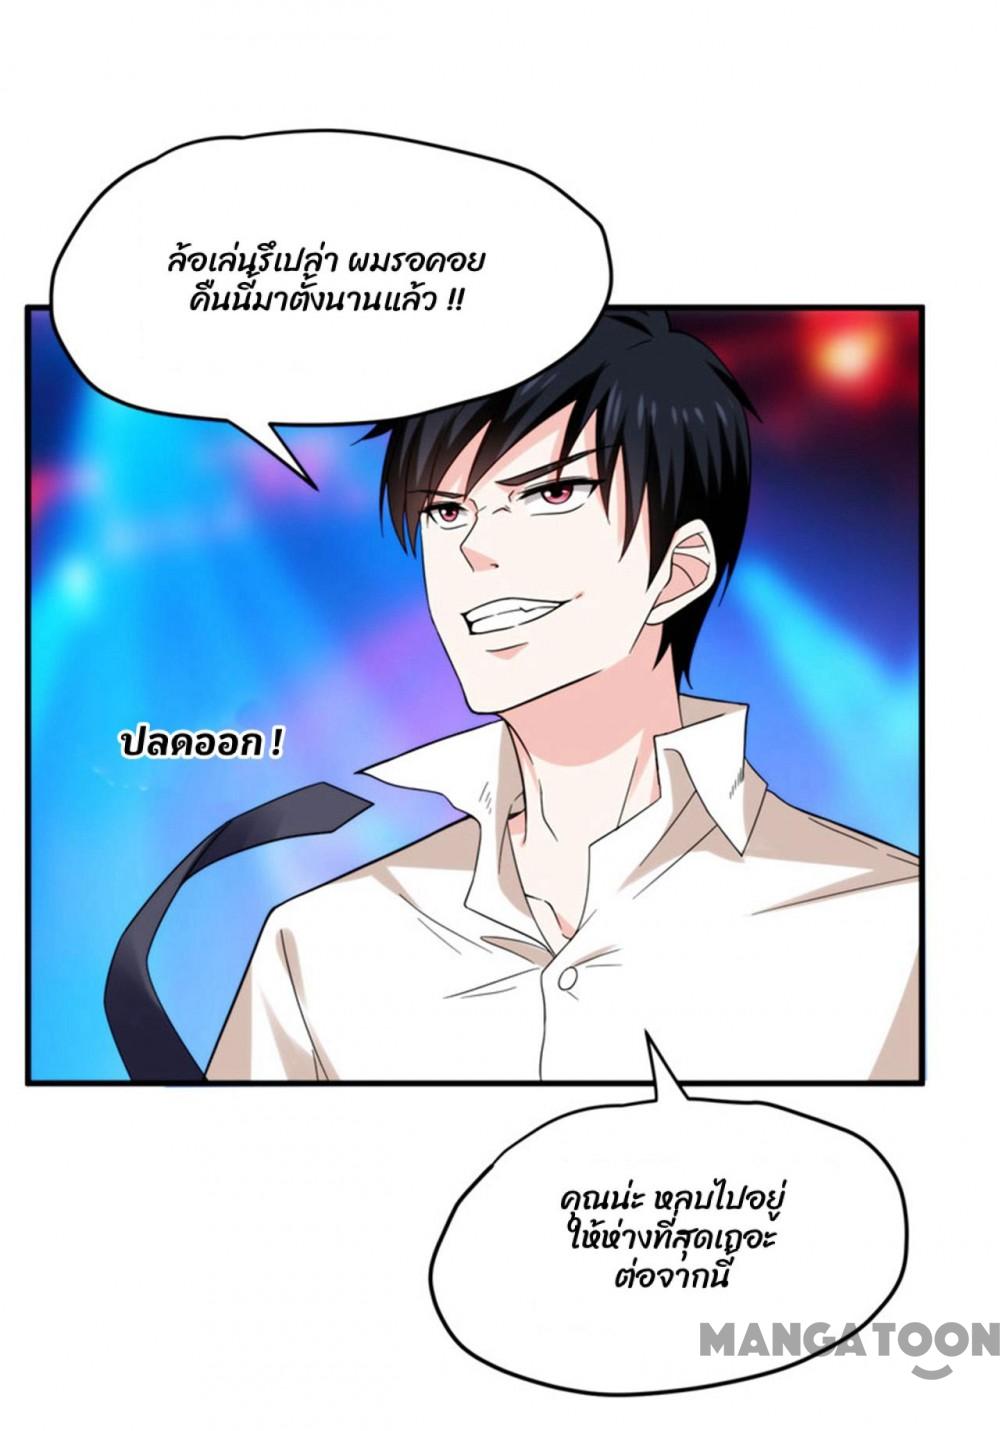 ล้อเล่นรึเปล่า ผมรอคอย
คืนนี้มาตั้งนานแล้ว !!
ปลดออก !
คุณน่ะ หลบไปอยู่
ให้ห่างที่สุดเถอะ
ต่อจากนี้
MANGATOON